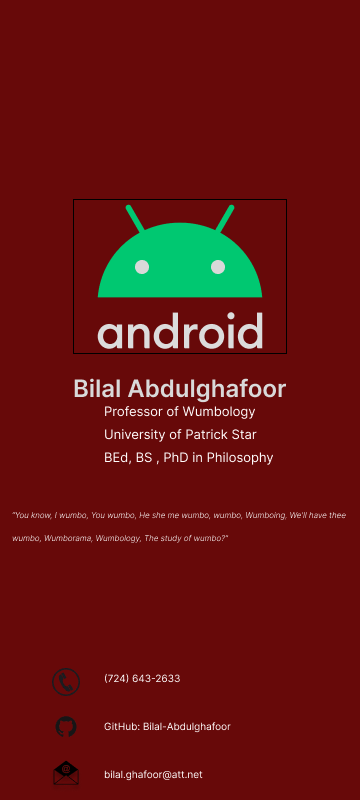 android
Bilal Abdulghafoor
Professor of Wumbology
University of Patrick Star
BEd, BS , PhD in Philosophy
"You know, I wumbo, You wumbo, He she me wumbo, wumbo, Wumboing, We'll have thee
wumbo, Wumborama, Wumbology, The study of wumbo?"
(724) 643-2633
GitHub: Bilal-Abdulghafoor
bilal.ghafoor@att.net